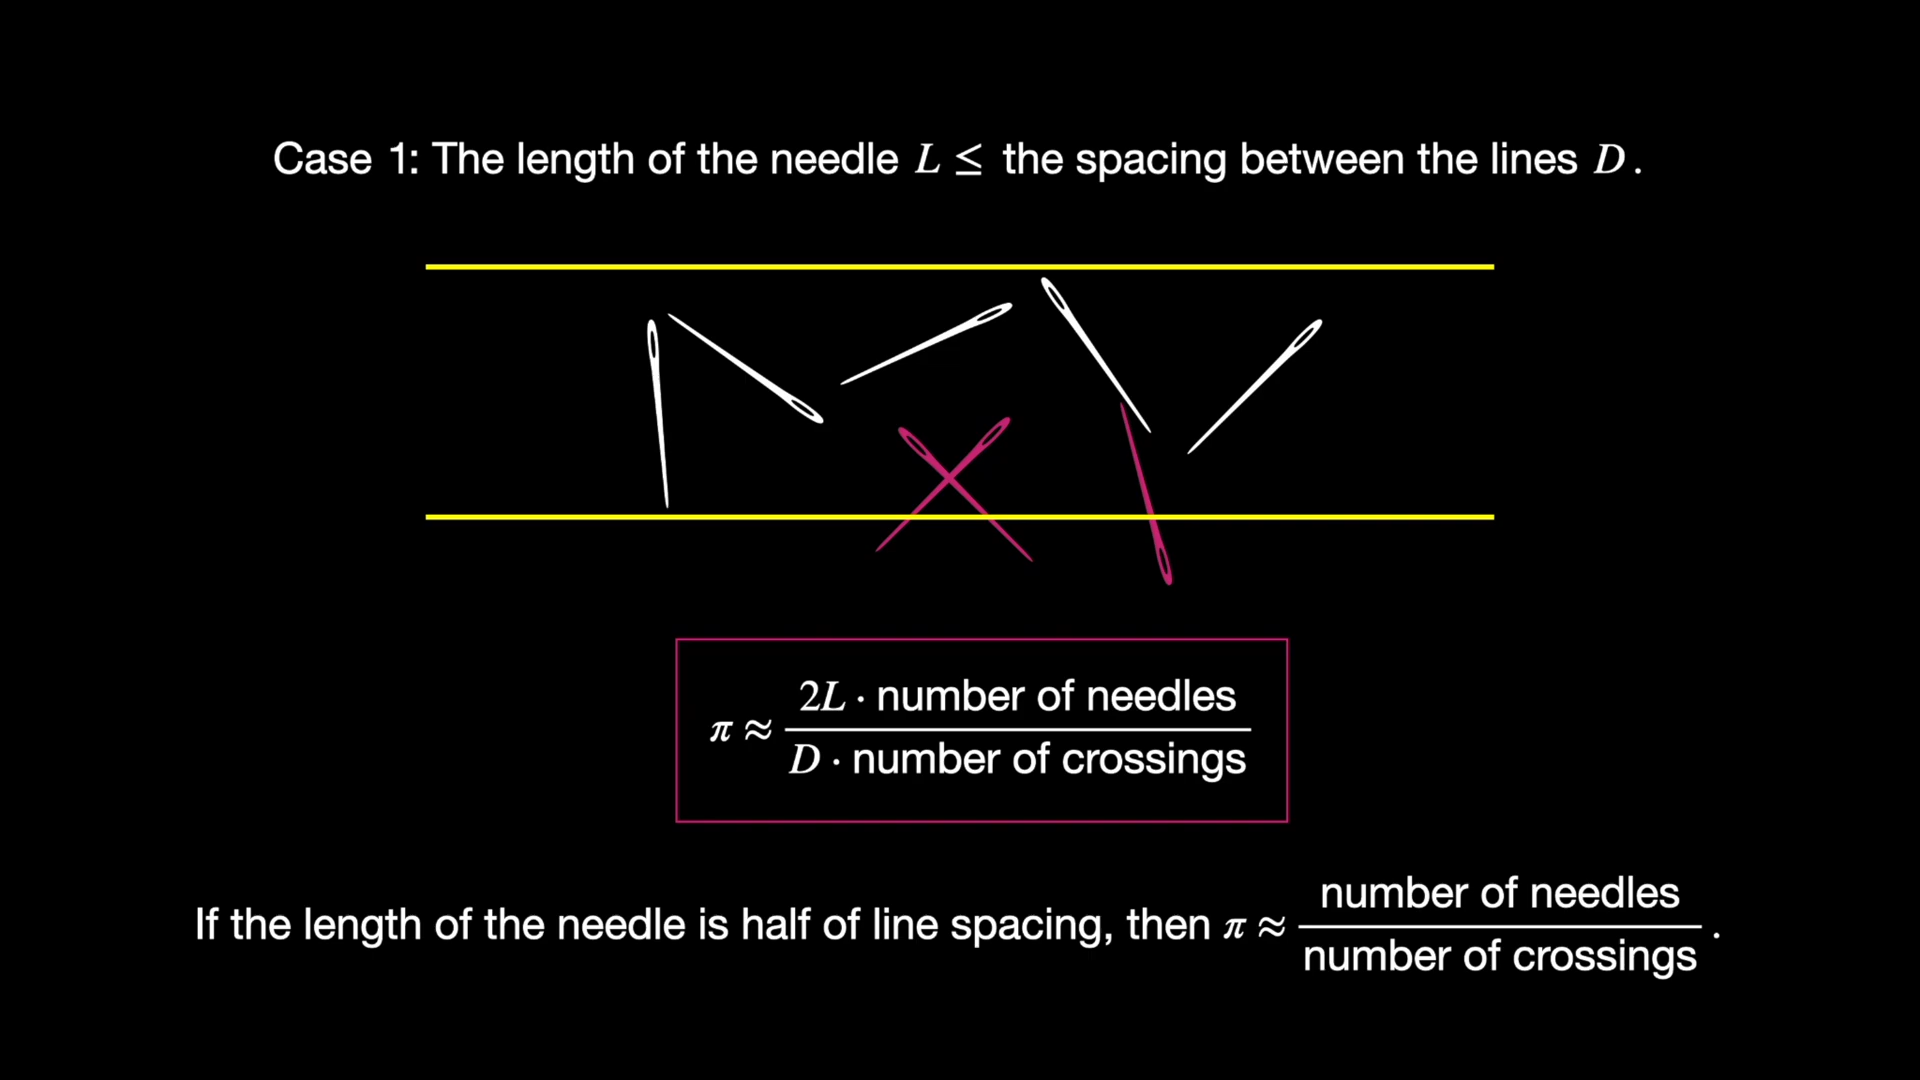 Case 1: The length of the needle L ≤ the spacing between the lines D.
π ≈ 2L · number of needles
D · number of crossings
If the length of the needle is half of line spacing, then π ≈ number of needles
number of crossings.